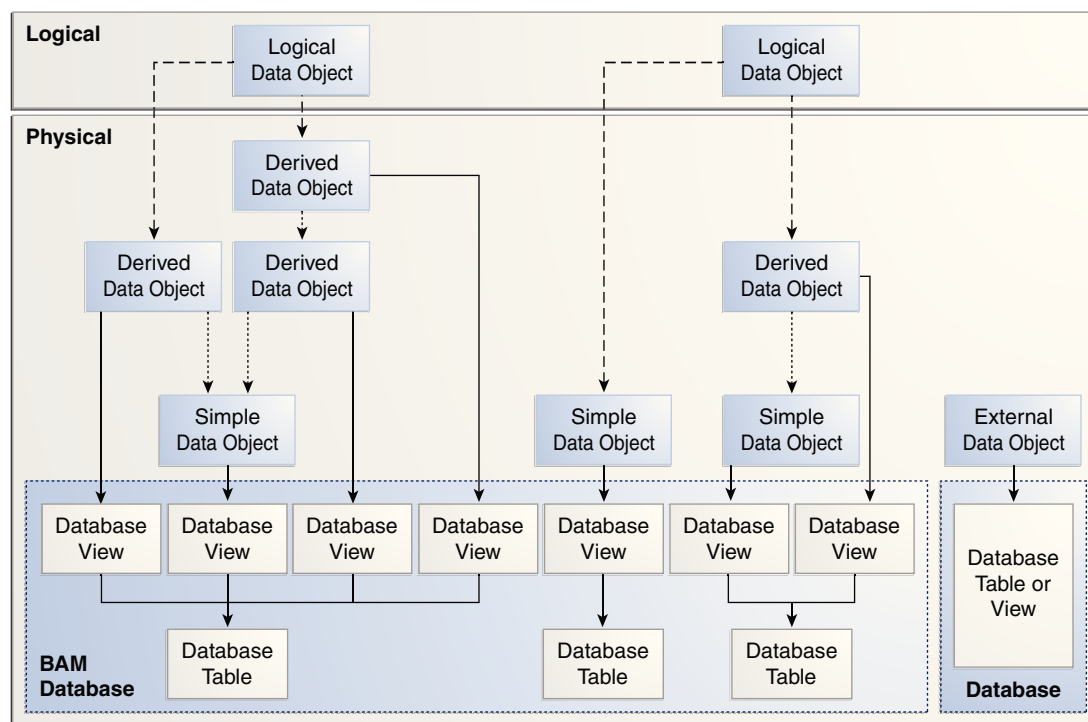 Logical
Logical
Data Object
Logical
Data Object
Physical
Derived
Data Object
Derived
Data Object
Derived
Data Object
Derived
Data Object
Simple
Data Object
Simple
Data Object
Simple
Data Object
External
Data Object
Database
View
Database
View
Database
View
Database
View
Database
View
Database
View
Database
View
Database
Table or
View
Database
Table
Database
Table
Database
Table
BAM
Database
Database